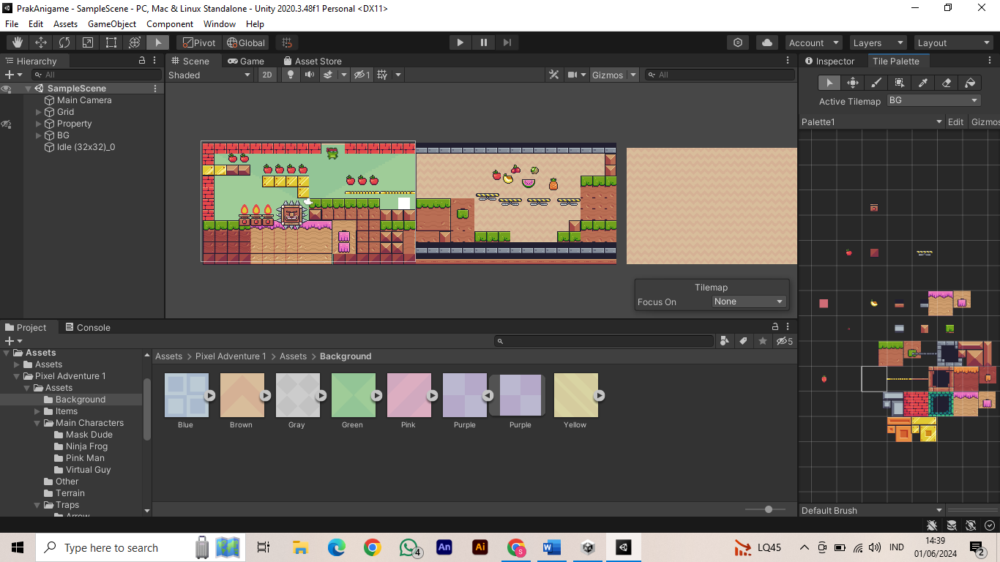 PrakAnigame - SampleScene - PC, Mac & Linux Standalone - Unity 2020.3.48f1 Personal <DX11>
File Edit Assets GameObject Component Window Help
Pivot Global Account Layers Layout
Hierarchy
All
SampleScene
Main Camera
Grid
Property
BG
Idle (32x32)_0
Scene Game Asset Store
Shaded 2D 1 Gizmos All
Tilemap
Focus On None
Inspector Tile Palette
Active Tilemap BG
Palette1 Edit Gizmos
Default Brush
Project Console
5
Assets
Assets
Pixel Adventure 1
Assets
Background
Items
Main Characters
Mask Dude
Ninja Frog
Pink Man
Virtual Guy
Other
Terrain
Traps
Arrow
Assets > Pixel Adventure 1 > Assets > Background
Blue Brown Gray Green Pink Purple Purple Yellow
Type here to search
4
An Ai S W
LQ45 IND
14:39
01/06/2024
2